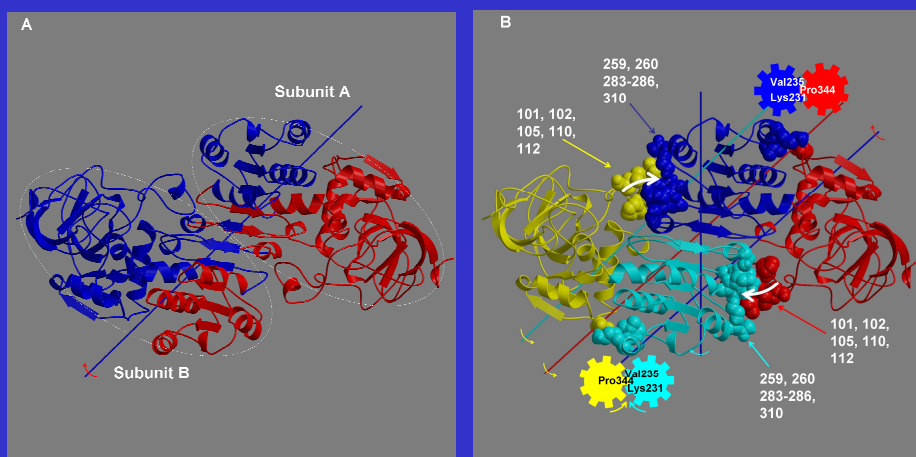 A
Subunit A
Subunit B
B
259, 260
283-286,
310
101, 102,
105, 110,
112
Val235
Lys231
Pro344
101, 102,
105, 110,
112
259, 260
283-286,
310
Pro344
Val235
Lys231